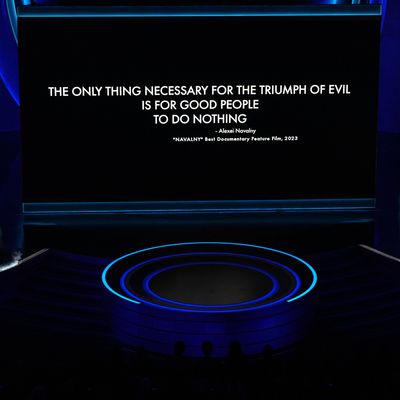 THE ONLY THING NECESSARY FOR THE TRIUMPH OF EVIL
IS FOR GOOD PEOPLE
TO DO NOTHING
- Alexei Navalny
"NAVALNY" Best Documentary Feature Film, 2023